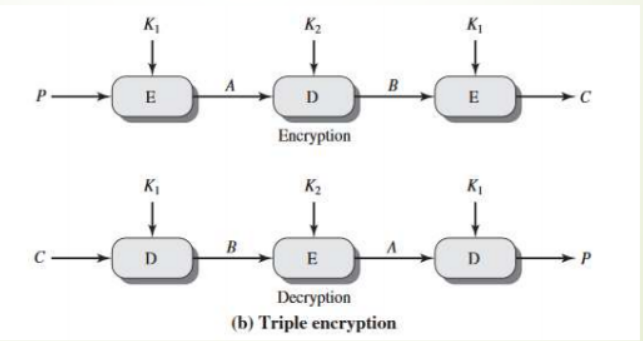 K1 K2 K1
P E A D B E C
Encryption
K1 K2 K1
C D B E A D P
Decryption
(b) Triple encryption